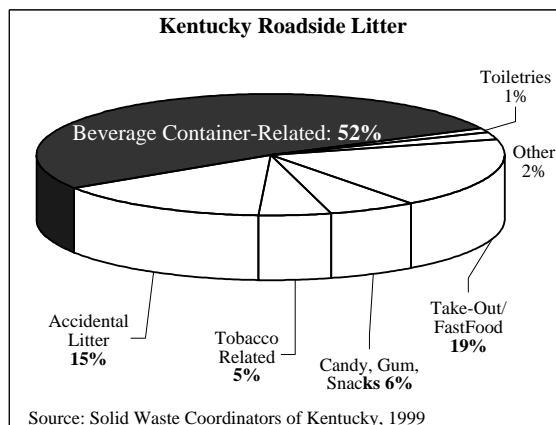 Kentucky Roadside Litter
Toiletries
1%
Beverage Container-Related: 52%
Other
2%
Take-Out/
FastFood
19%
Accidental
Litter
15%
Tobacco
Related
5%
Candy, Gum,
Snacks 6%
Source: Solid Waste Coordinators of Kentucky, 1999